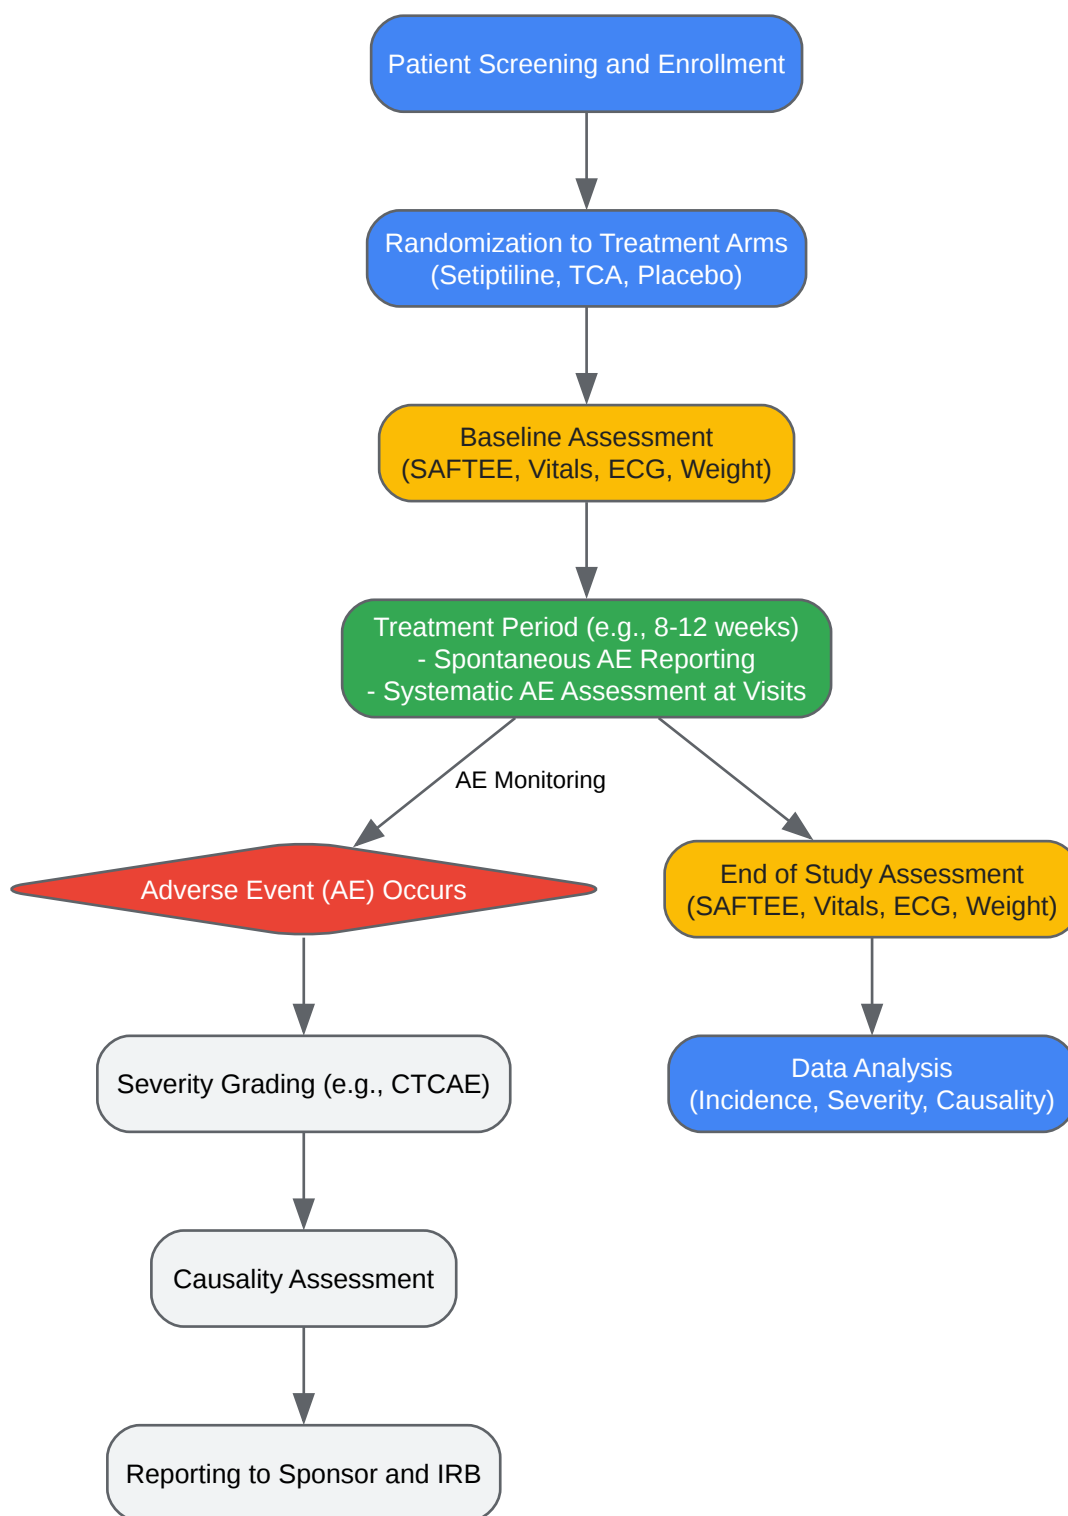 Patient Screening and Enrollment
Randomization to Treatment Arms
(Setiptiline, TCA, Placebo)
Baseline Assessment
(SAFTEE, Vitals, ECG, Weight)
Treatment Period (e.g., 8-12 weeks)
- Spontaneous AE Reporting
- Systematic AE Assessment at Visits
AE Monitoring
Adverse Event (AE) Occurs
End of Study Assessment
(SAFTEE, Vitals, ECG, Weight)
Severity Grading (e.g., CTCAE)
Data Analysis
(Incidence, Severity, Causality)
Causality Assessment
Reporting to Sponsor and IRB